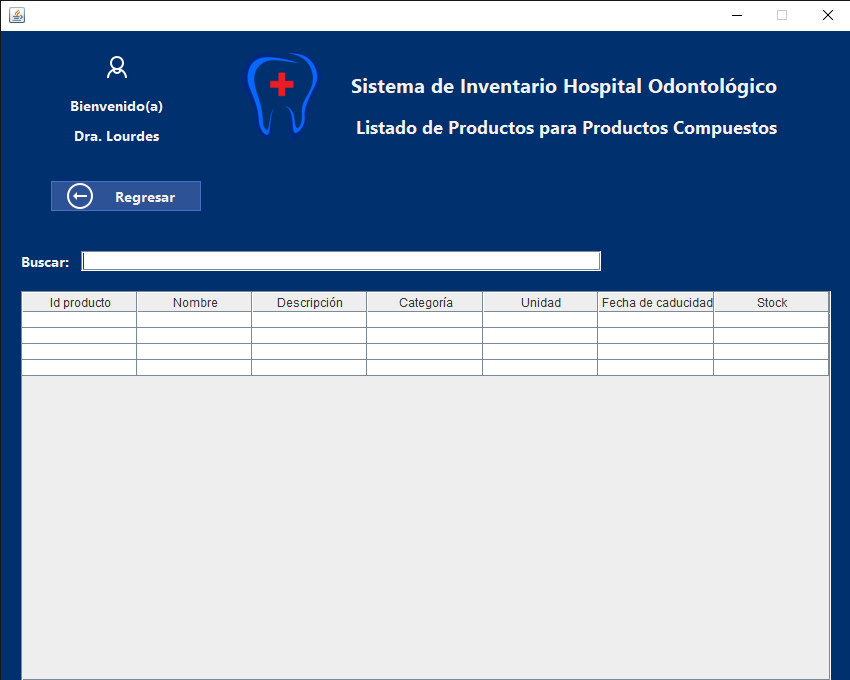 Sistema de Inventario Hospital Odontológico
Bienvenido(a)
Listado de Productos para Productos Compuestos
Dra. Lourdes
Regresar
Buscar:
Id producto Nombre Descripción Categoría Unidad Fecha de caducidad Stock